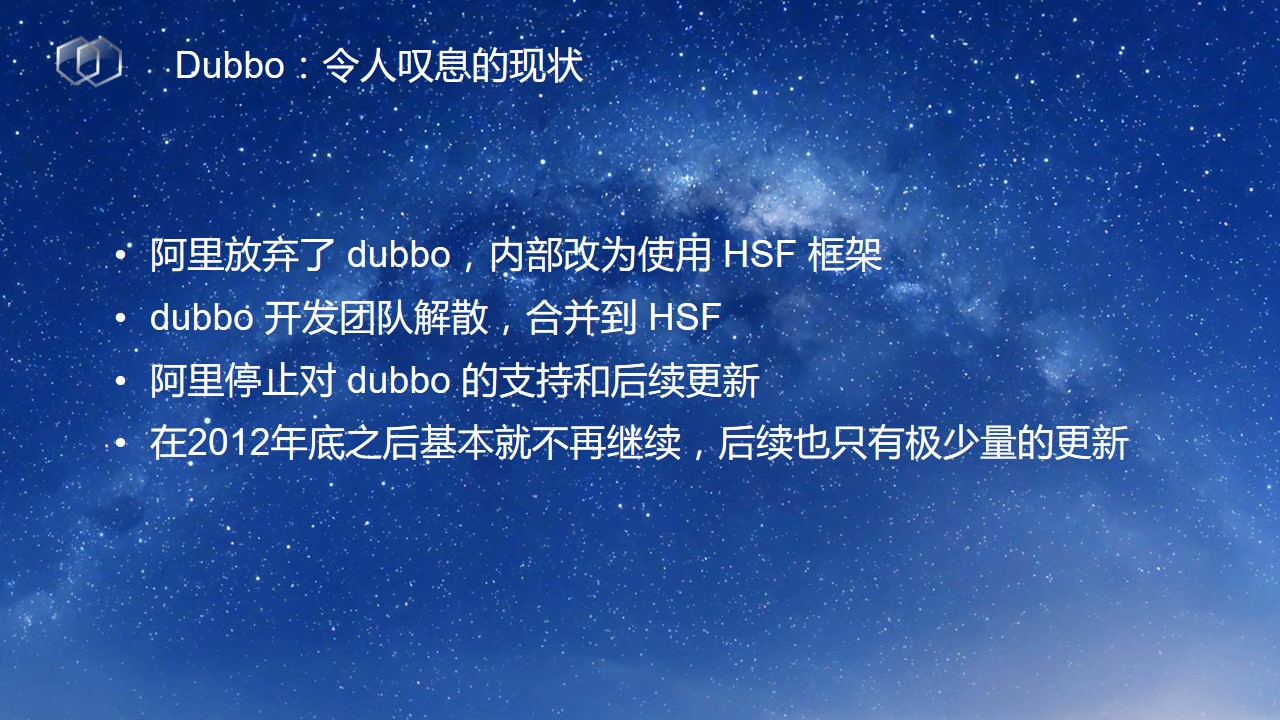 Dubbo：令人叹息的现状
• 阿里放弃了 dubbo，内部改为使用 HSF 框架
• dubbo 开发团队解散，合并到 HSF
• 阿里停止对 dubbo 的支持和后续更新
• 在2012年底之后基本就不再继续，后续也只有极少量的更新